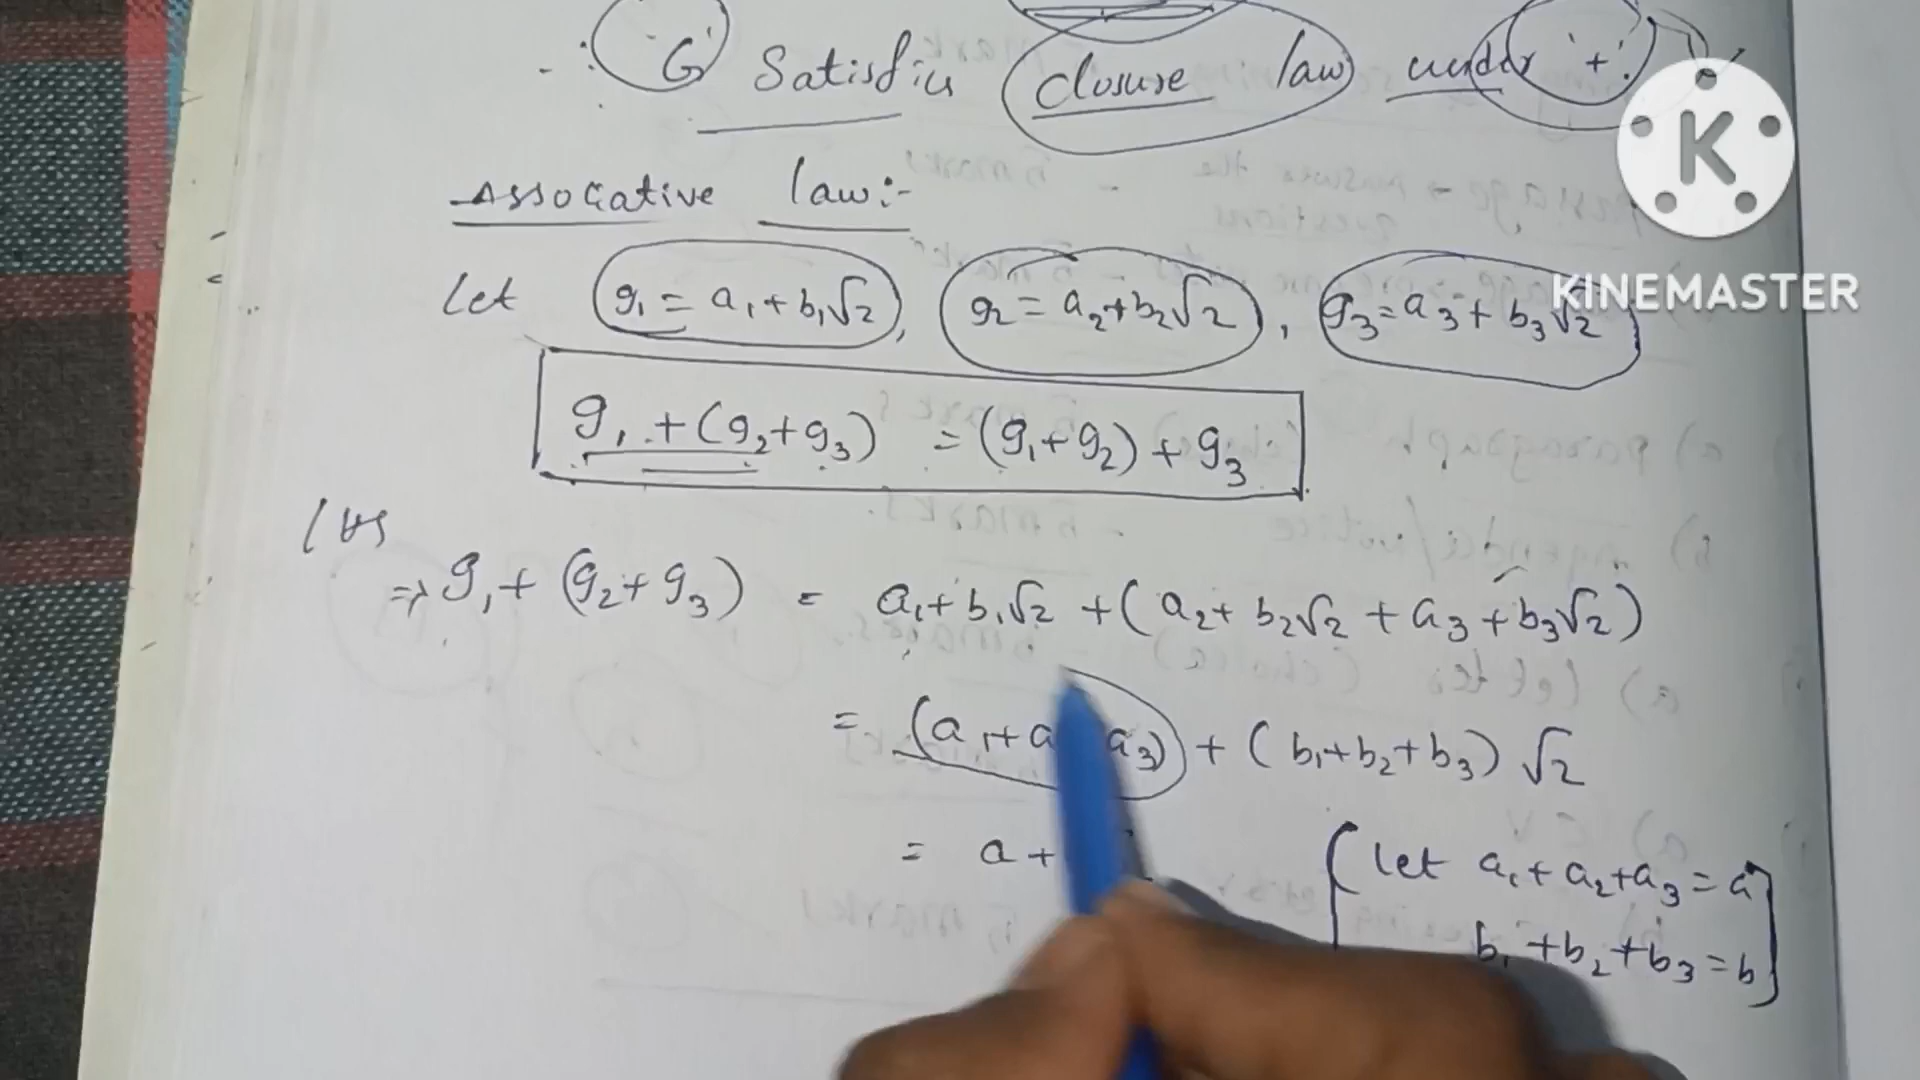 ∴ G Satisfies closure law under '+'.
Associative law:-
Let g₁ = a₁+b₁√2, g₂ = a₂+b₂√2, g₃ = a₃+b₃√2
g₁+(g₂+g₃) = (g₁+g₂)+g₃
LHS
⇒ g₁+(g₂+g₃) = a₁+b₁√2 +(a₂+b₂√2 + a₃+b₃√2)
= (a₁+a a₃) + (b₁+b₂+b₃)√2
= a+
(let a₁+a₂+a₃=a
b₁+b₂+b₃=b]
K
KINEMASTER